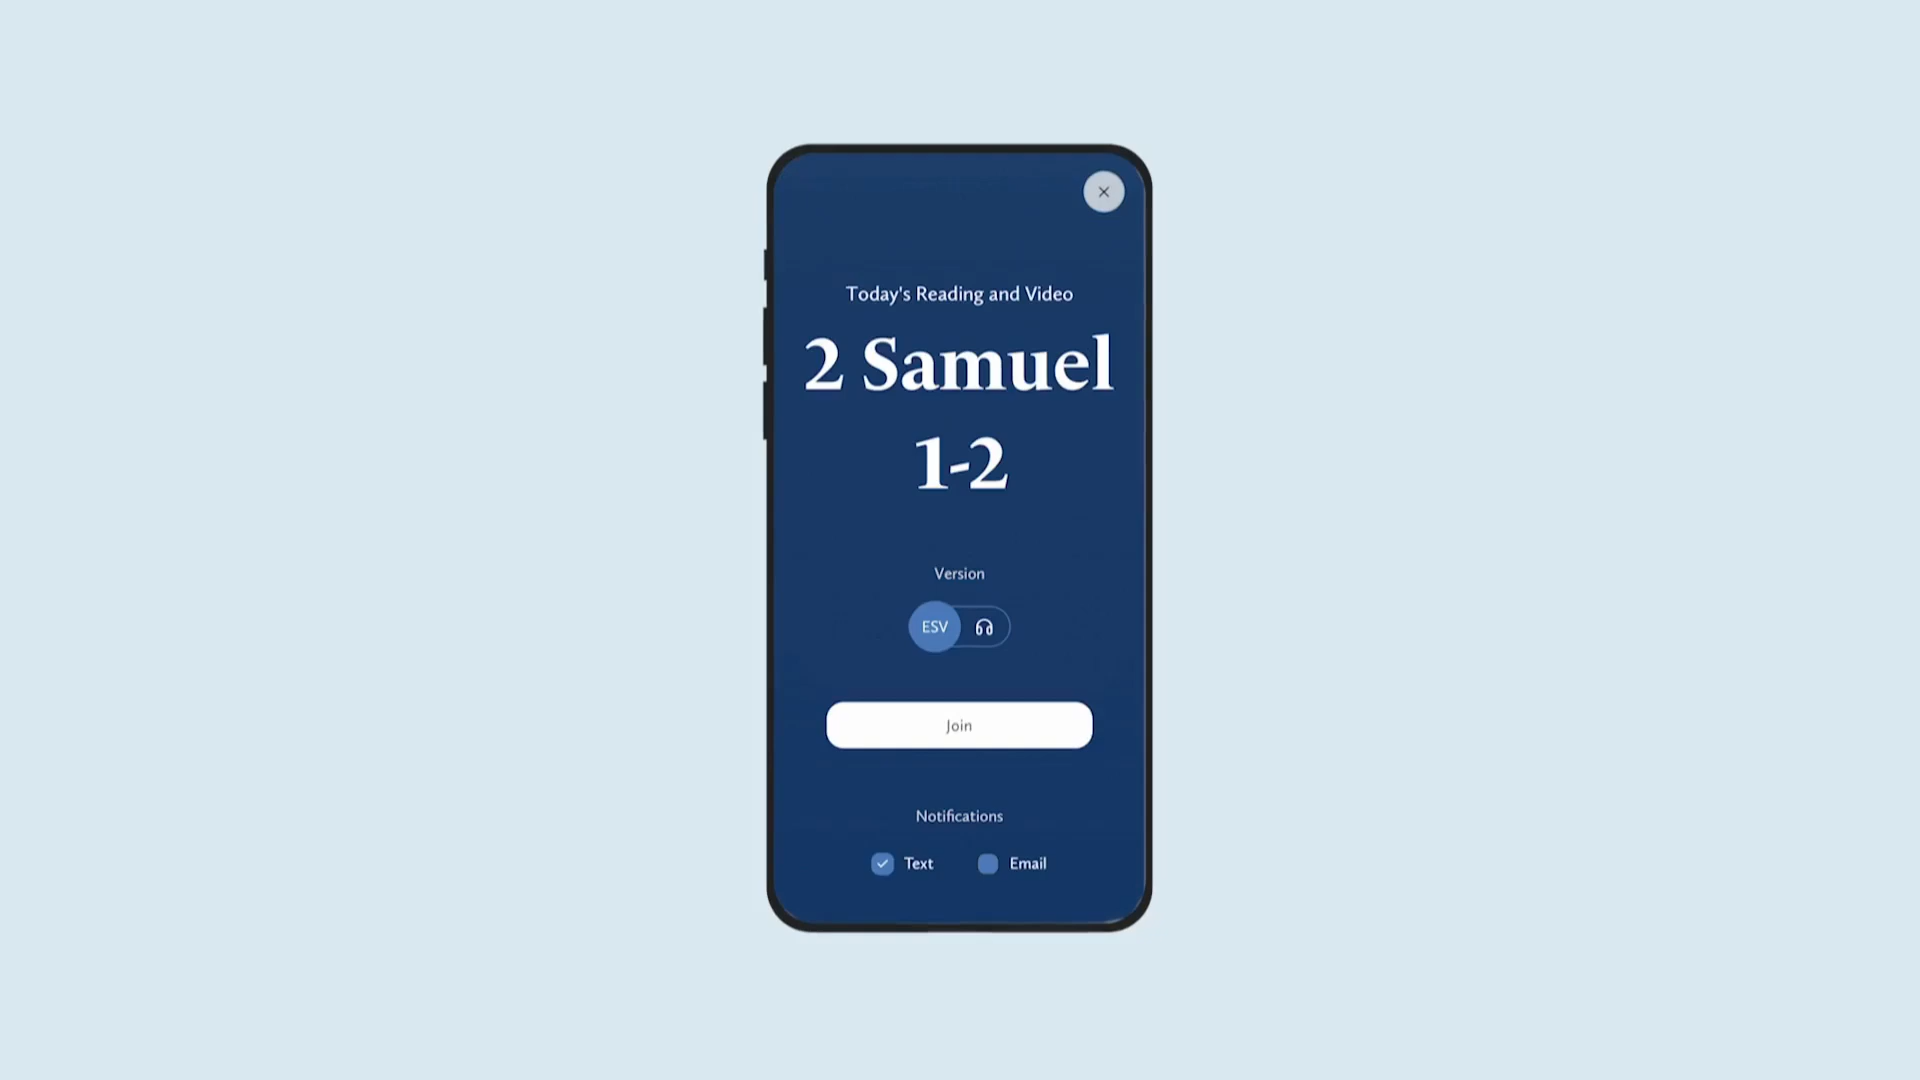 Today's Reading and Video
2 Samuel
1-2
Version
ESV
Join
Notifications
Text
Email